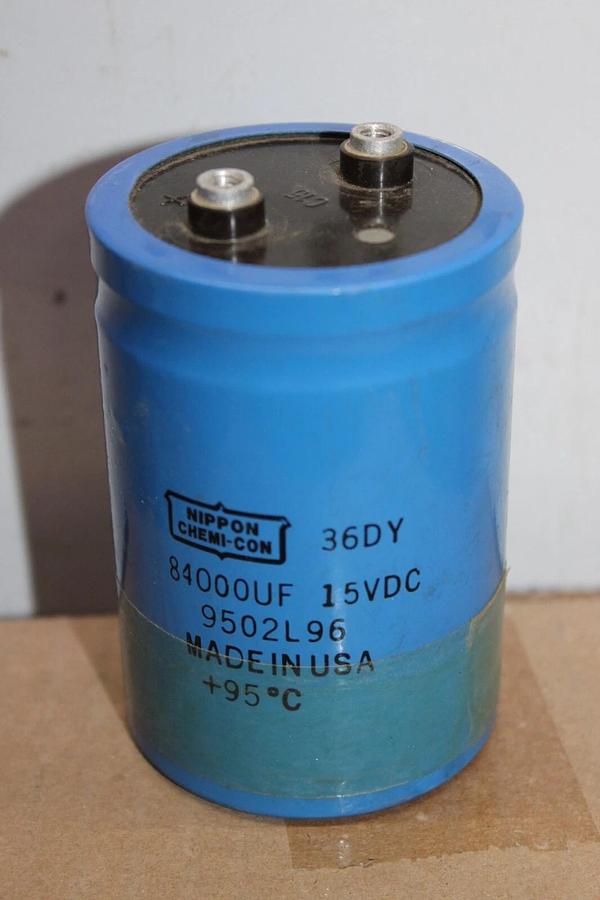 +
NIPPON
CHEMI-CON
36DY
84000UF 15VDC
9502L96
MADE IN USA
+95°C